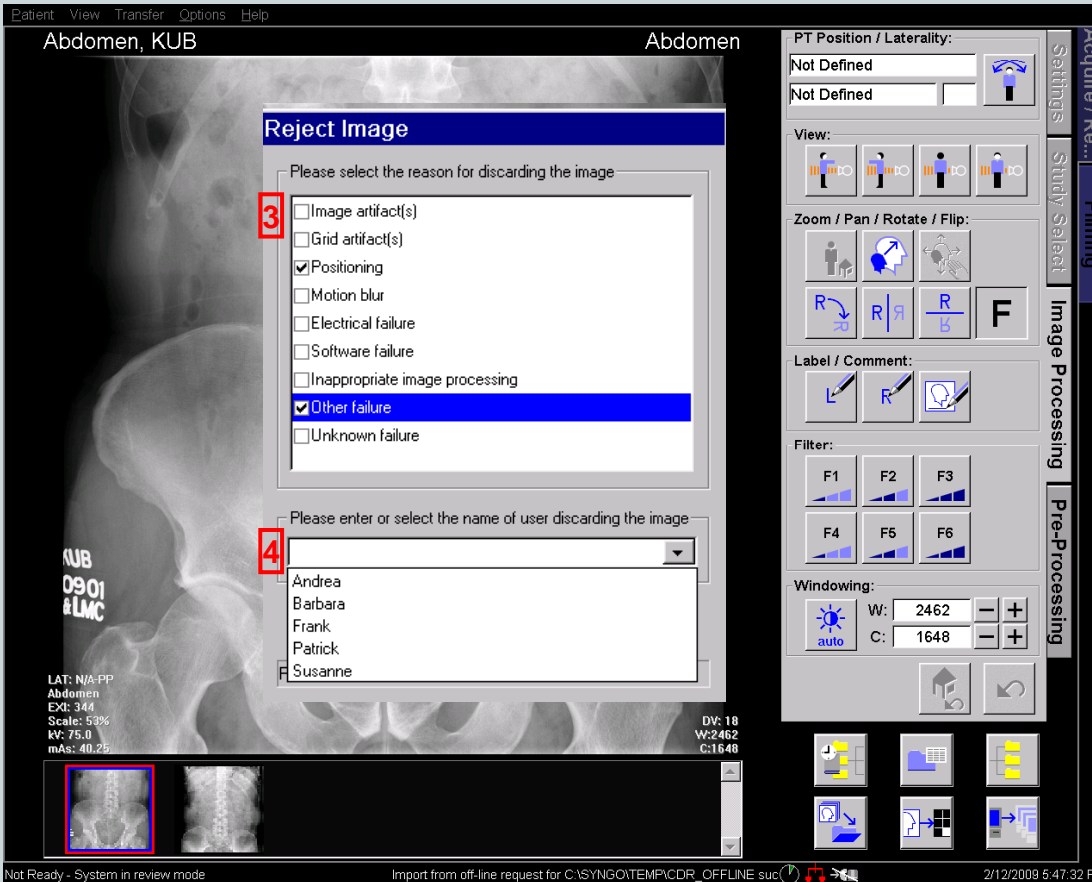 Patient View Transfer Options Help
Abdomen, KUB
Abdomen
Reject Image
Please select the reason for discarding the image
3
Image artifact(s)
Grid artifact(s)
Positioning
Motion blur
Electrical failure
Software failure
Inappropriate image processing
Other failure
Unknown failure
Please enter or select the name of user discarding the image
4
Andrea
Barbara
Frank
Patrick
Susanne
KUB
0901
&LMC
LAT: N/A-PP
Abdomen
EXI: 344
Scale: 53%
kV: 75.0
mAs: 40.25
DV: 18
W:2462
C:1648
PT Position / Laterality:
Not Defined
Not Defined
View:
Zoom / Pan / Rotate / Flip:
R R
R R
R R
F
Label / Comment:
L
R
Filter:
F1 F2 F3
F4 F5 F6
Windowing:
auto
W: 2462 – +
C: 1648 – +
Settings
Study Select
Image Processing
Pre-Processing
Acquire / Re...
Not Ready - System in review mode
Import from off-line request for C:\SYNGO\TEMP\CDR_OFFLINE suc
2/12/2009 5:47:32